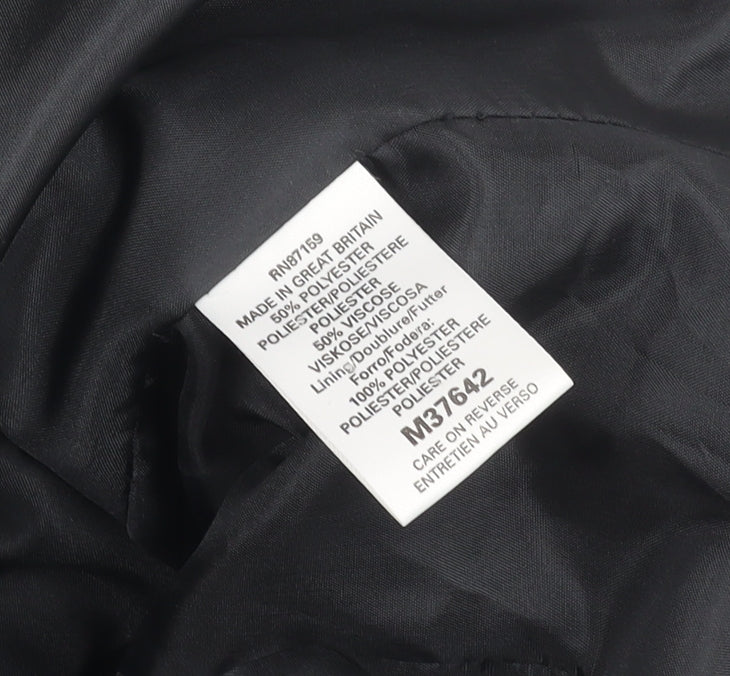 RN87159
MADE IN GREAT BRITAIN
50% POLYESTER
POLIESTER/POLIESTERE
POLIESTER
50% VISCOSE
VISKOSE/VISCOSA
Lining/Doublure/Futter
Forro/Fodera:
100% POLYESTER
POLIESTER/POLIESTERE
POLIESTER
M37642
CARE ON REVERSE
ENTRETIEN AU VERSO